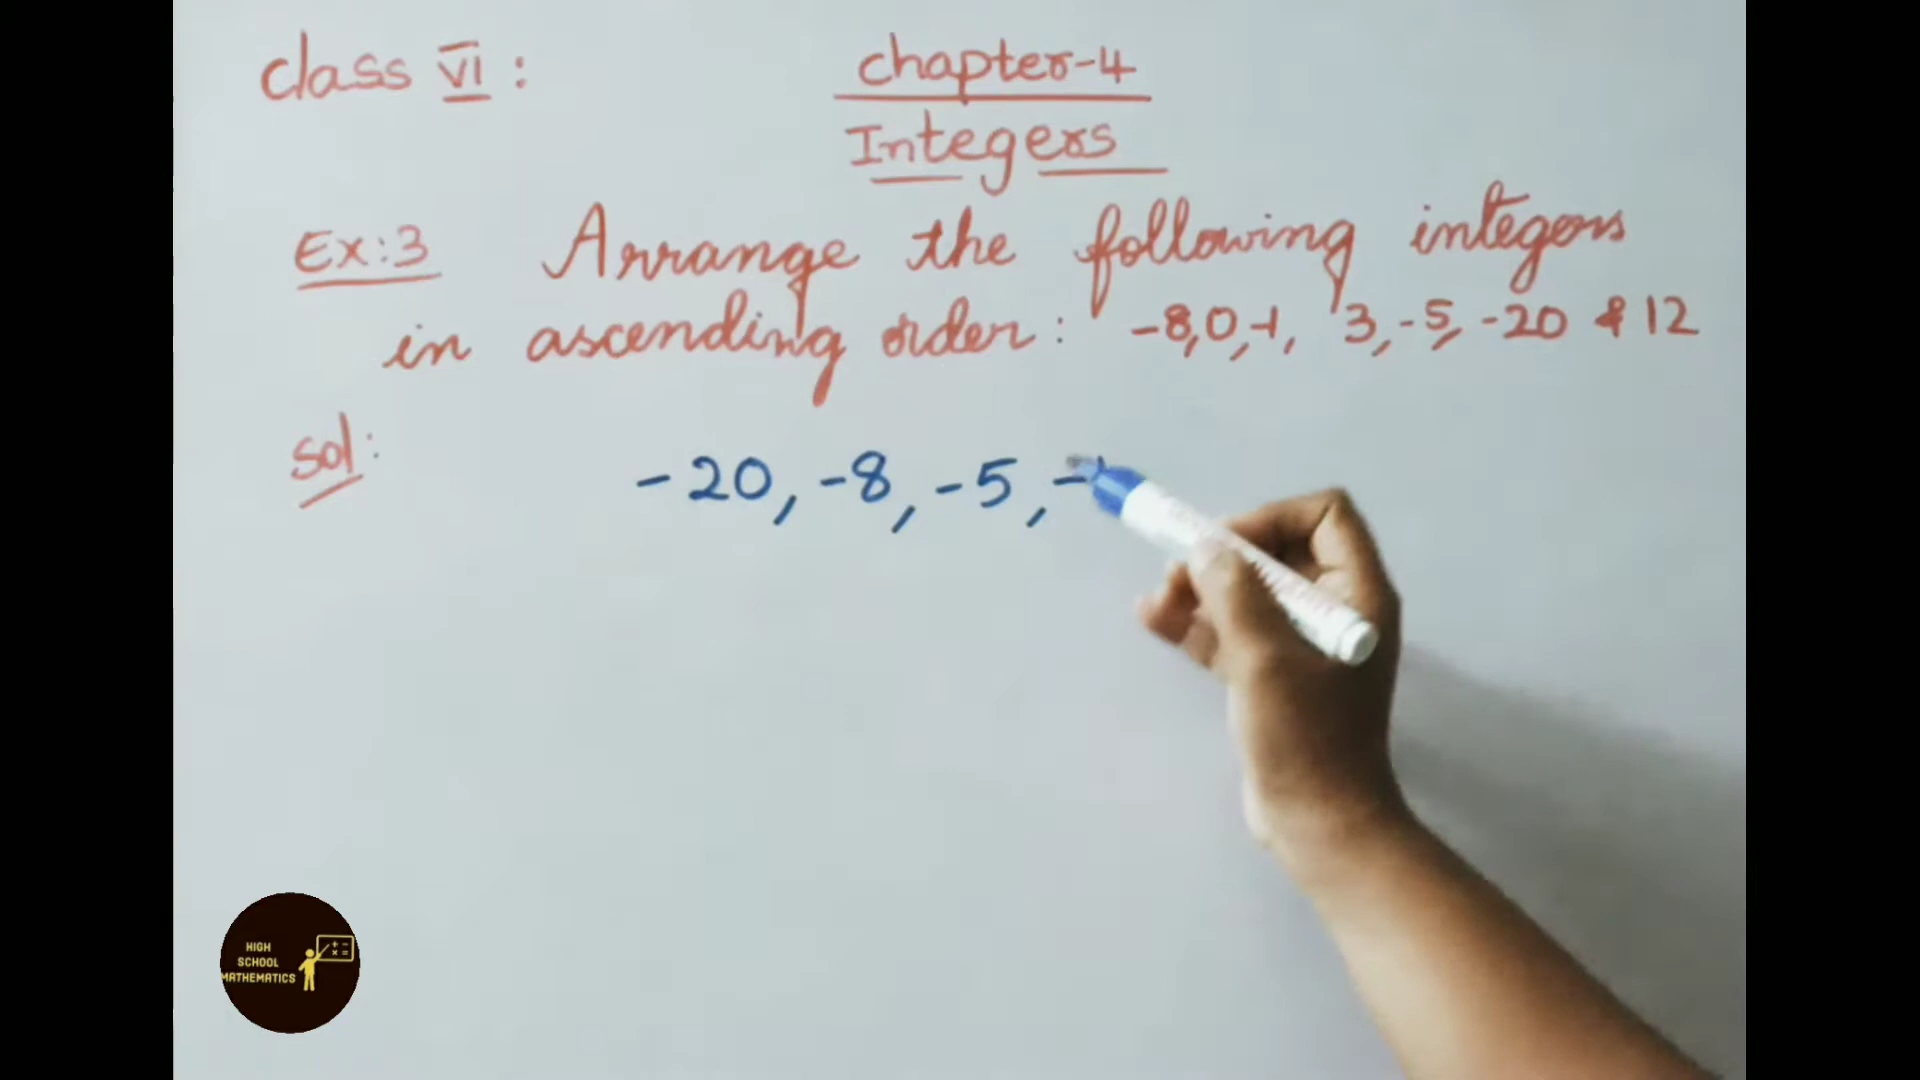 Class VI :
Chapter-4
Integers
Ex:3 Arrange the following integers
in ascending order: -8,0,-1, 3,-5,-20 & 12
Sol:
-20, -8, -5, -
HIGH
SCHOOL
MATHEMATICS